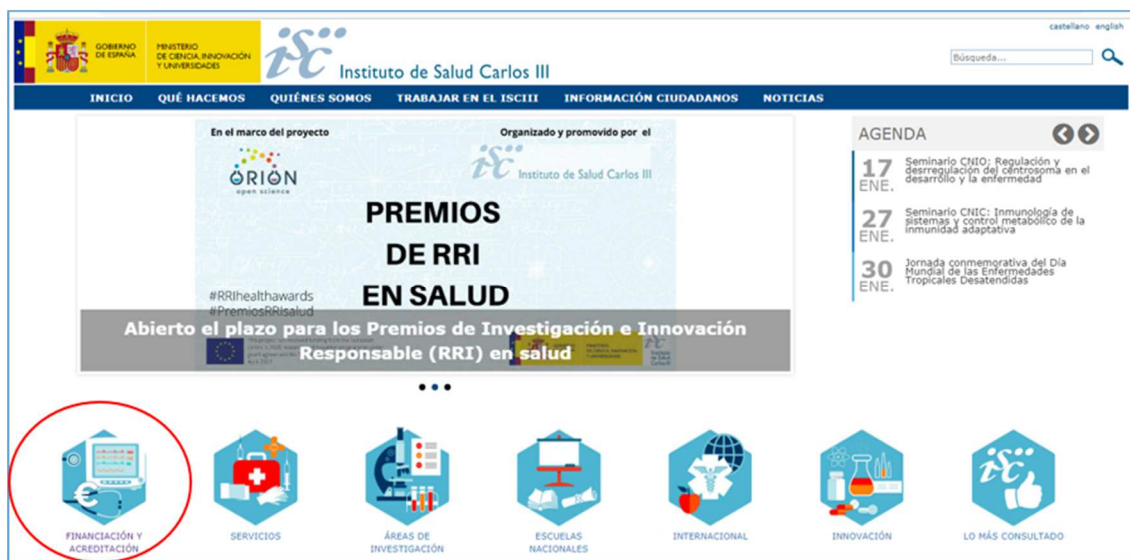 castellano english
GOBIERNO
DE ESPAÑA
MINISTERIO
DE CIENCIA, INNOVACIÓN
Y UNIVERSIDADES
isc
Instituto de Salud Carlos III
Búsqueda...
INICIO QUÉ HACEMOS QUIÉNES SOMOS TRABAJAR EN EL ISCIII INFORMACIÓN CIUDADANOS NOTICIAS
En el marco del proyecto
ORION
open science
Organizado y promovido por el
isc
Instituto de Salud Carlos III
PREMIOS
DE RRI
EN SALUD
#RRIhealthawards
#PremiosRRIsalud
Abierto el plazo para los Premios de Investigación e Innovación
Responsable (RRI) en salud
AGENDA
17
ENE.
Seminario CNIO: Regulación y
desrregulación del centrosoma en el
desarrollo y la enfermedad
27
ENE.
Seminario CNIC: Inmunología de
sistemas y control metabólico de la
inmunidad adaptativa
30
ENE.
Jornada conmemorativa del Día
Mundial de las Enfermedades
Tropicales Desatendidas
FINANCIACIÓN Y
ACREDITACIÓN
SERVICIOS
ÁREAS DE
INVESTIGACIÓN
ESCUELAS
NACIONALES
INTERNACIONAL
INNOVACIÓN
isc
LO MÁS CONSULTADO